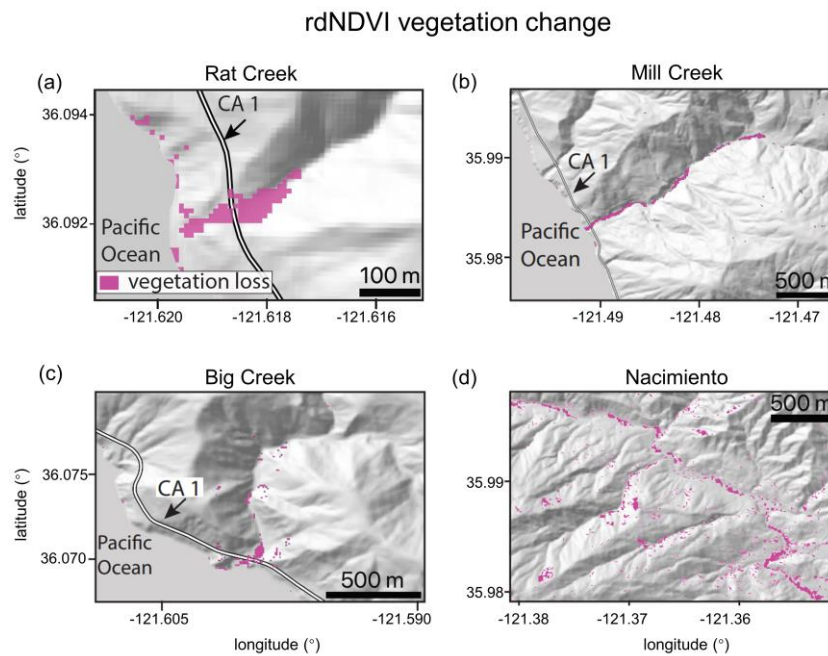 rdNDVI vegetation change
(a)
Rat Creek
CA 1
36.094
36.092
latitude (°)
Pacific
Ocean
vegetation loss
100 m
-121.620
-121.618
-121.616
(b)
Mill Creek
CA 1
35.99
35.98
latitude (°)
Pacific
Ocean
500 m
-121.49
-121.48
-121.47
(c)
Big Creek
CA 1
36.075
36.070
latitude (°)
Pacific
Ocean
500 m
-121.605
-121.590
longitude (°)
(d)
Nacimiento
500 m
35.99
35.98
latitude (°)
-121.38
-121.37
-121.36
longitude (°)